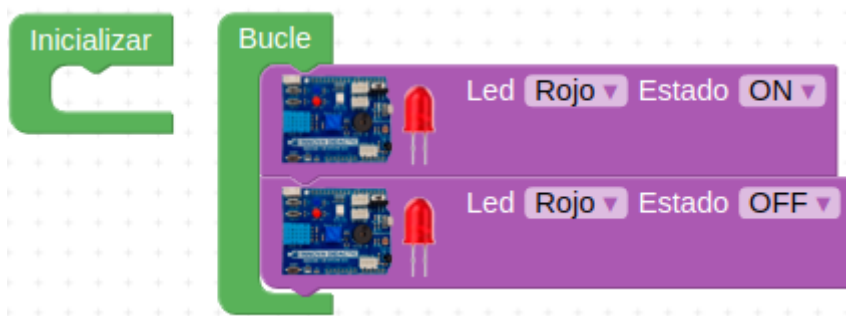 Inicializar
Bucle
Led Rojo Estado ON
Led Rojo Estado OFF